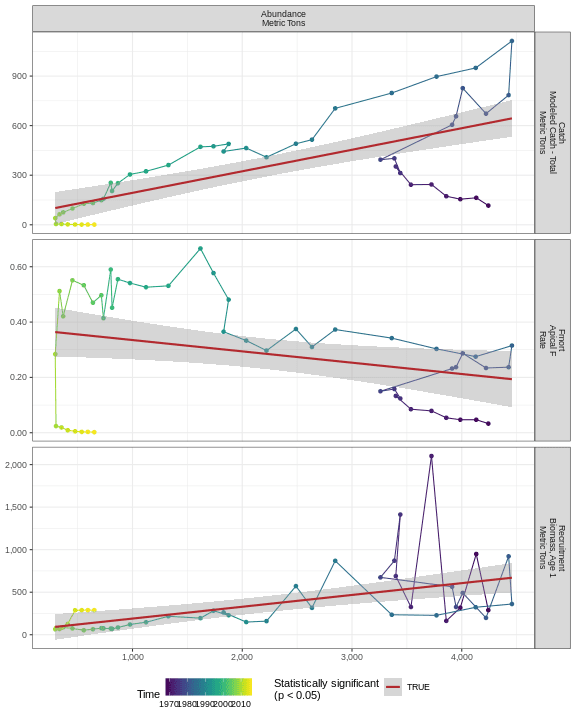 Abundance
Metric Tons
900
600
300
0
Catch
Modeled Catch - Total
Metric Tons
0.60
0.40
0.20
0.00
Fmort
Apical F
Rate
2,000
1,500
1,000
500
0
Recruitment
Biomass, Age 1
Metric Tons
1,000
2,000
3,000
4,000
Time
1970 1980 1990 2000 2010
Statistically significant
(p < 0.05)
TRUE